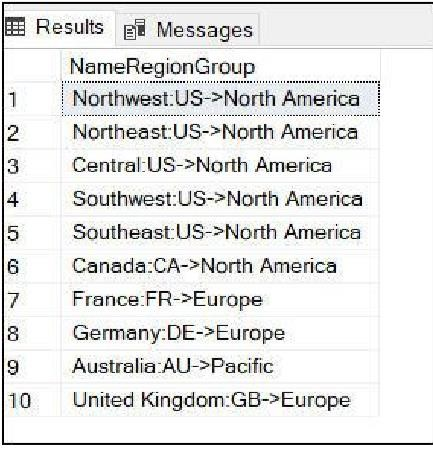 Results Messages
NameRegionGroup
1 Northwest:US->North America
2 Northeast:US->North America
3 Central:US->North America
4 Southwest:US->North America
5 Southeast:US->North America
6 Canada:CA->North America
7 France:FR->Europe
8 Germany:DE->Europe
9 Australia:AU->Pacific
10 United Kingdom:GB->Europe